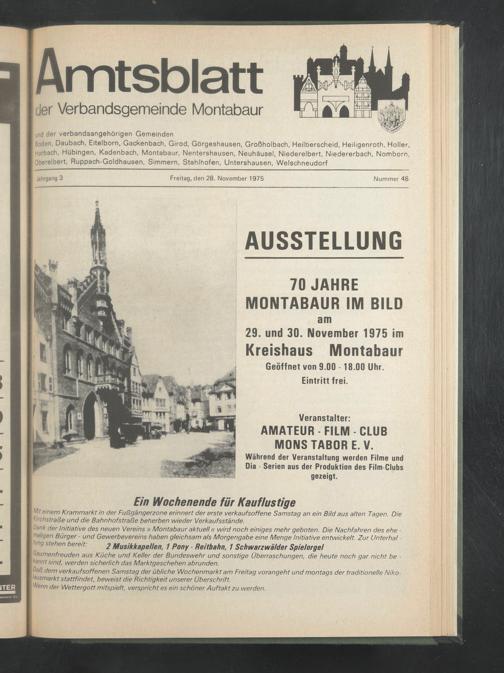 Amtsblatt
der Verbandsgemeinde Montabaur
und der verbandsangehörigen Gemeinden
Boden, Daubach, Eitelborn, Gackenbach, Girod, Görgeshausen, Großholbach, Heilberscheid, Heiligenroth, Holler,
Horbach, Hübingen, Kadenbach, Montabaur, Nentershausen, Neuhäusel, Niederelbert, Niedererbach, Nomborn,
Oberelbert, Ruppach-Goldhausen, Simmern, Stahlhofen, Untershausen, Welschneudorf
Jahrgang 3 Freitag, den 28. November 1975 Nummer 48
AUSSTELLUNG
70 JAHRE
MONTABAUR IM BILD
am
29. und 30. November 1975 im
Kreishaus Montabaur
Geöffnet von 9.00 - 18.00 Uhr.
Eintritt frei.
Veranstalter:
AMATEUR - FILM - CLUB
MONS TABOR E. V.
Während der Veranstaltung werden Filme und
Dia - Serien aus der Produktion des Film-Clubs
gezeigt.
Ein Wochenende für Kauflustige
Mit einem Krammarkt in der Fußgängerzone erinnert der erste verkaufsoffene Samstag an ein Bild aus alten Tagen. Die
Kirchstraße und die Bahnhofstraße beherben wieder Verkaufsstände.
Dank der Initiative des neuen Vereins » Montabaur aktuell « wird noch einiges mehr geboten. Die Nachfahren des ehe -
maligen Bürger - und Gewerbevereins haben gleichsam als Morgengabe eine Menge Initiative entwickelt. Zur Unterhal -
tung stehen bereit:
2 Musikkapellen, 1 Pony - Reitbahn, 1 Schwarzwälder Spielorgel
Gaumenfreuden aus Küche und Keller der Bundeswehr und sonstige Überraschungen, die heute noch gar nicht be -
kannt sind, werden sicherlich das Marktgeschehen abrunden.
Daß dem verkaufsoffenen Samstag der übliche Wochenmarkt am Freitag vorangeht und montags der traditionelle Niko-
lausmarkt stattfindet, beweist die Richtigkeit unserer Überschrift.
Wenn der Wettergott mitspielt, verspricht es ein schöner Auftakt zu werden.